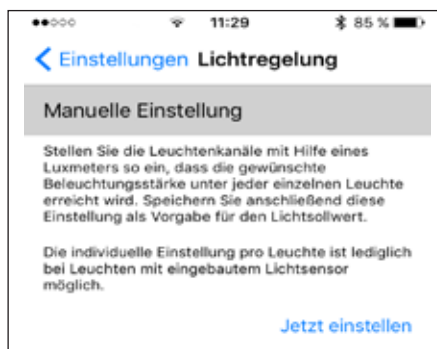 11:29 85 %
Einstellungen Lichtregelung
Manuelle Einstellung
Stellen Sie die Leuchtenkanäle mit Hilfe eines
Luxmeters so ein, dass die gewünschte
Beleuchtungsstärke unter jeder einzelnen Leuchte
erreicht wird. Speichern Sie anschließend diese
Einstellung als Vorgabe für den Lichtsollwert.
Die individuelle Einstellung pro Leuchte ist lediglich
bei Leuchten mit eingebautem Lichtsensor
möglich.
Jetzt einstellen